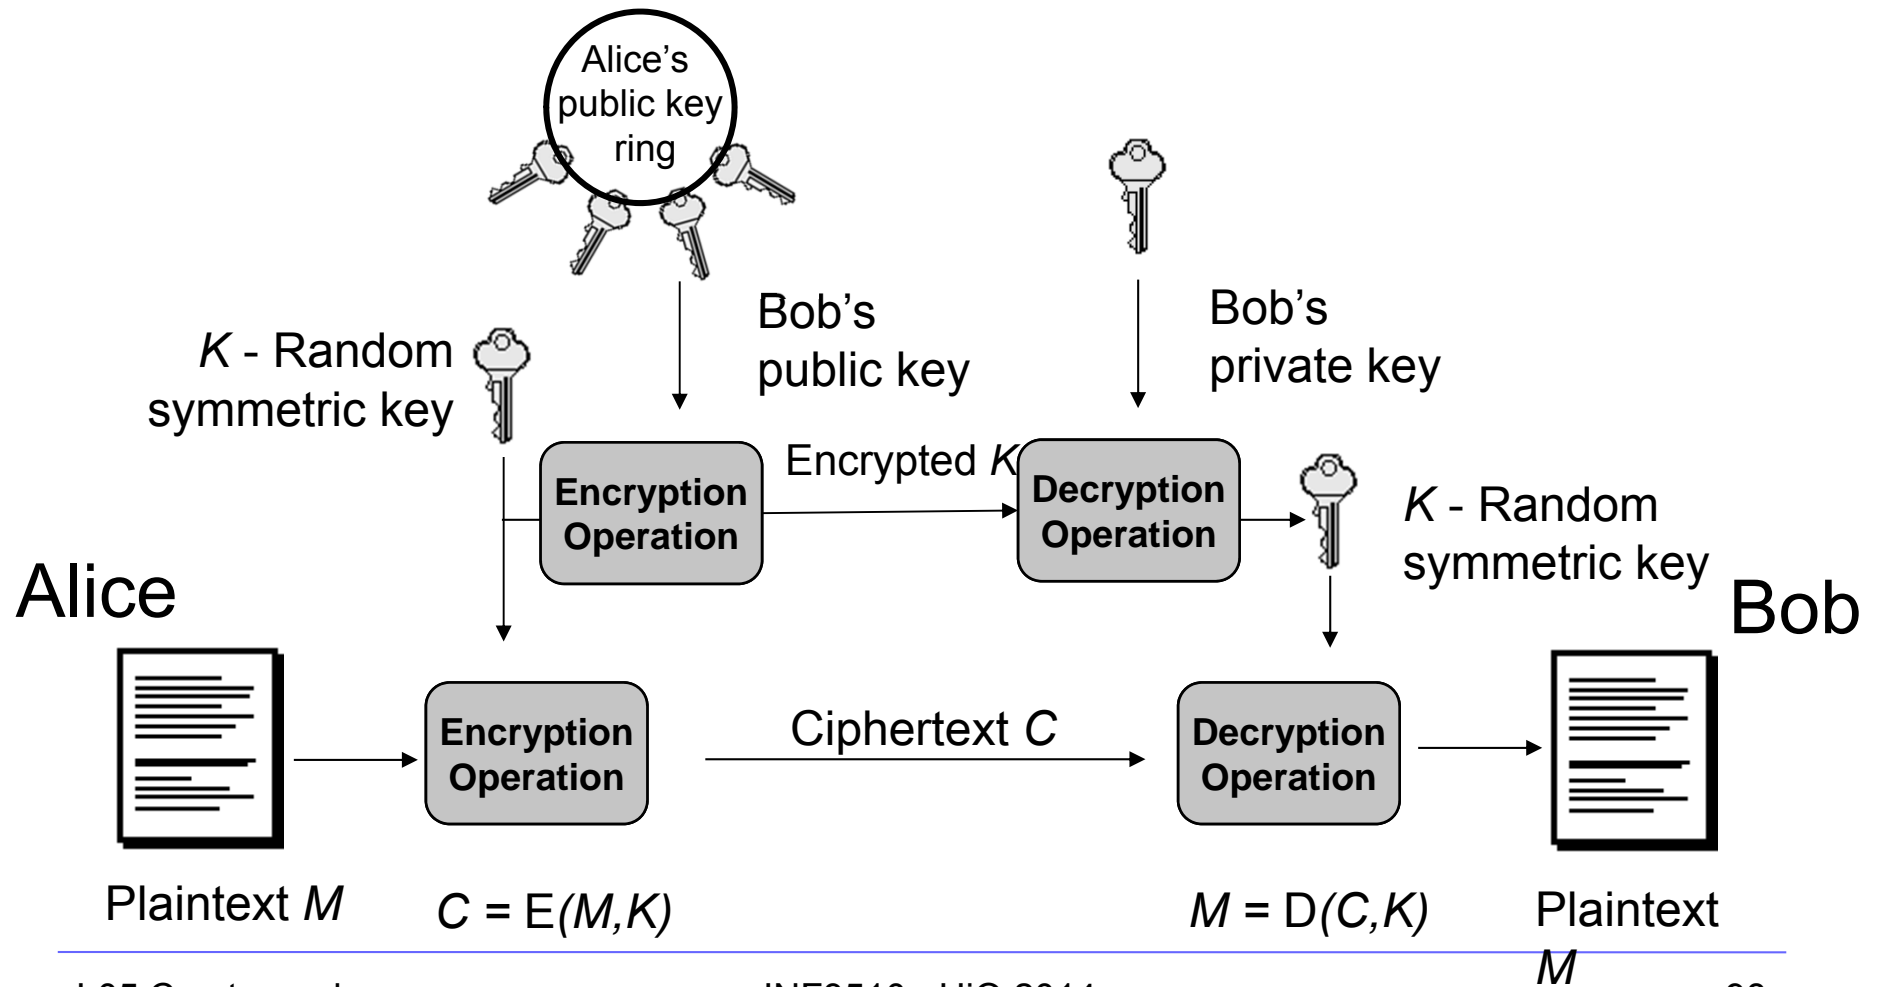 Alice's
public key
ring
Bob's
public key
Bob's
private key
K - Random
symmetric key
Encryption
Operation
Encrypted K
Decryption
Operation
K - Random
symmetric key
Alice
Bob
Encryption
Operation
Ciphertext C
Decryption
Operation
Plaintext M
C = E(M,K)
M = D(C,K)
Plaintext
M